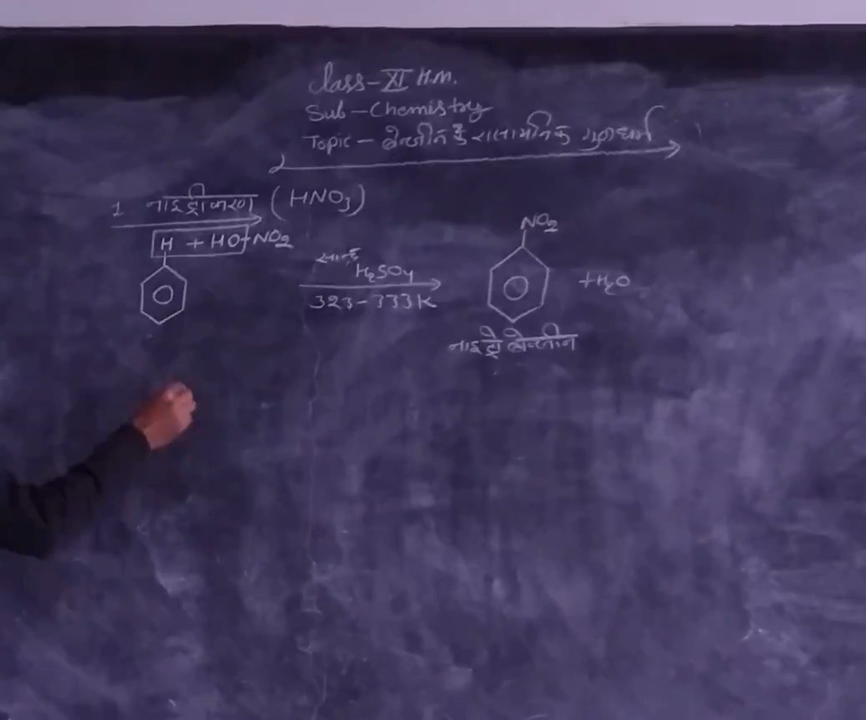 Class-XI H.M.
Sub-Chemistry
Topic-बेन्जीन के रासायनिक गुणधर्म
1 नाइट्रीकरण (HNO₃)
H + HO-NO₂
सान्द्र
H₂SO₄
323-333K
NO₂
+H₂O
नाइट्रो बेन्जीन